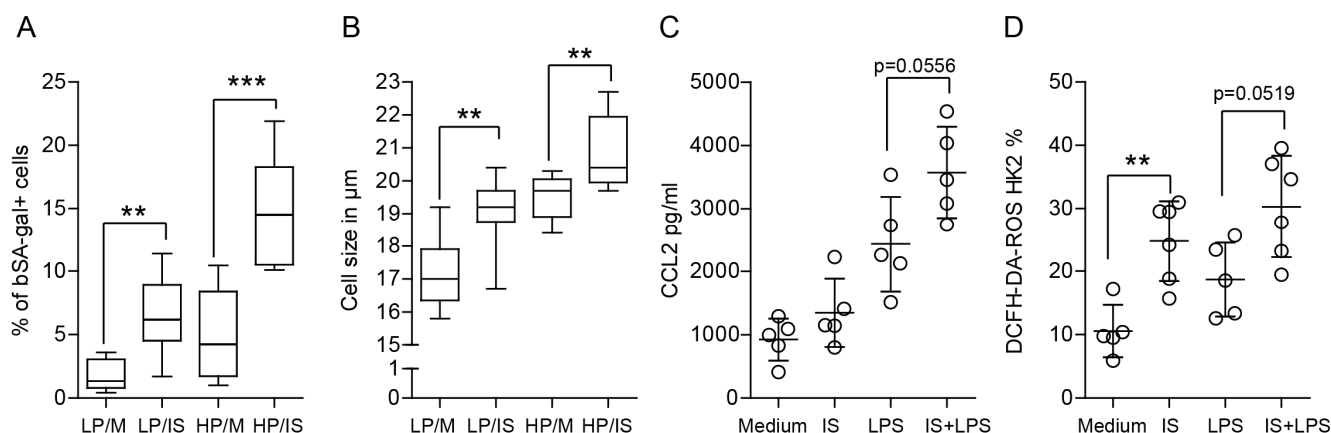 A
% of bSA-gal+ cells
25
20
15
10
5
0
**
***
LP/M LP/IS HP/M HP/IS
B
Cell size in µm
23
22
21
20
19
18
17
16
15
1
0
**
**
LP/M LP/IS HP/M HP/IS
C
CCL2 pg/ml
5000
4000
3000
2000
1000
0
p=0.0556
Medium IS LPS IS+LPS
D
DCFH-DA-ROS HK2 %
50
40
30
20
10
0
**
p=0.0519
Medium IS LPS IS+LPS